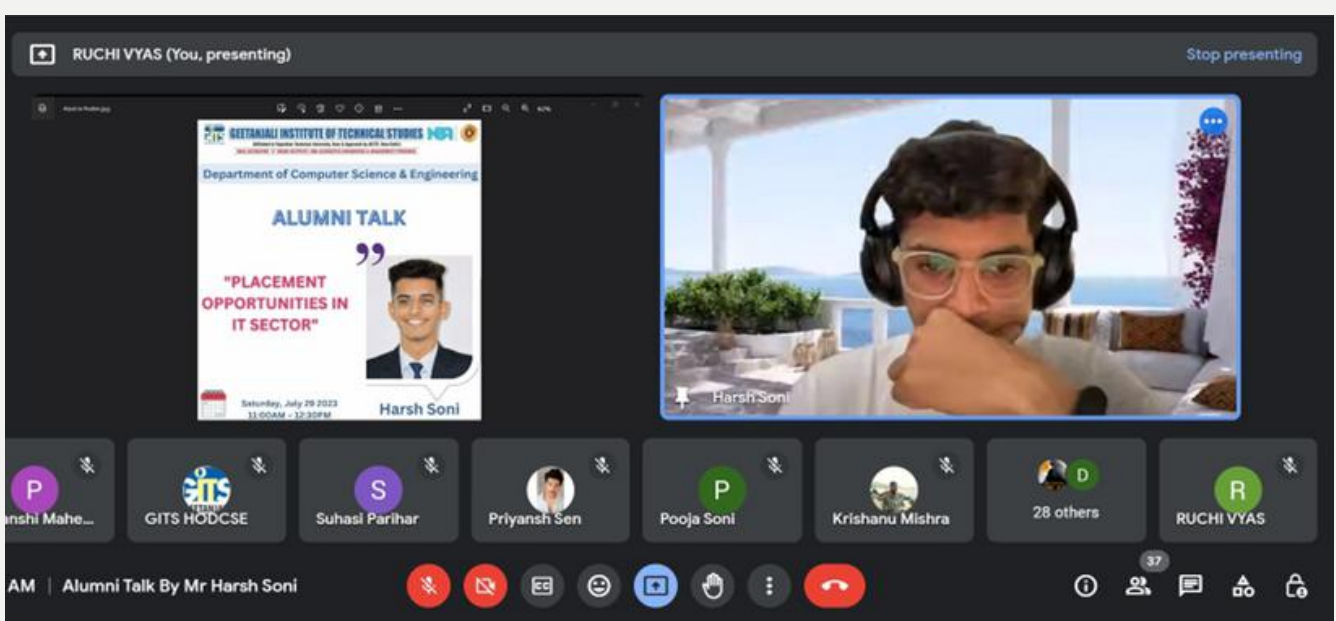 RUCHI VYAS (You, presenting)
Stop presenting
GEETANJALI INSTITUTE OF TECHNICAL STUDIES
Department of Computer Science & Engineering
ALUMNI TALK
"PLACEMENT
OPPORTUNITIES IN
IT SECTOR"
Saturday, July 29 2023
11:00AM - 12:30PM
Harsh Soni
Harsh Soni
P
nshi Mahe...
GITS
GITS HODCSE
S
Suhasi Parihar
Priyansh Sen
P
Pooja Soni
Krishanu Mishra
D
28 others
R
RUCHI VYAS
37
AM | Alumni Talk By Mr Harsh Soni